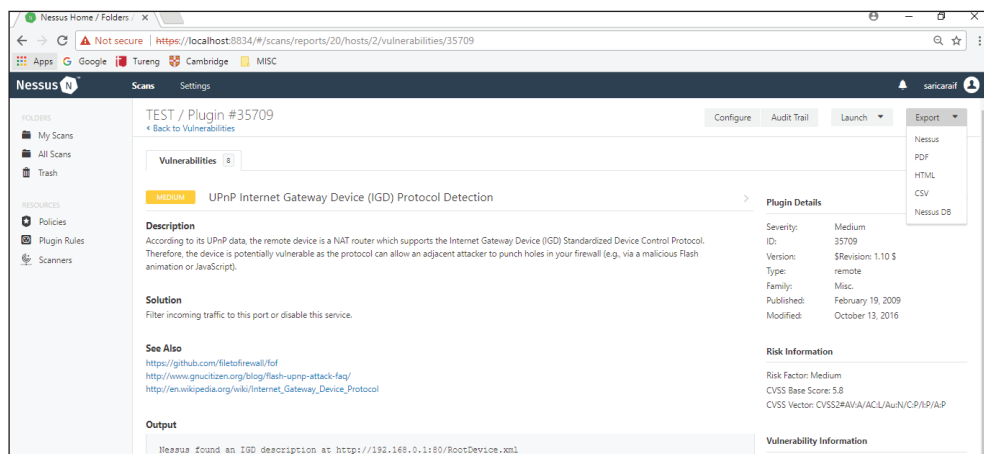 Nessus Home / Folders /
Not secure | https://localhost:8834/#/scans/reports/20/hosts/2/vulnerabilities/35709
Apps Google Tureng Cambridge MISC
Nessus N Scans Settings saricaraif
FOLDERS
My Scans
All Scans
Trash
RESOURCES
Policies
Plugin Rules
Scanners
TEST / Plugin #35709
Back to Vulnerabilities
Configure Audit Trail Launch Export
Nessus
PDF
HTML
CSV
Nessus DB
Vulnerabilities 8
MEDIUM UPnP Internet Gateway Device (IGD) Protocol Detection
Description
According to its UPnP data, the remote device is a NAT router which supports the Internet Gateway Device (IGD) Standardized Device Control Protocol.
Therefore, the device is potentially vulnerable as the protocol can allow an adjacent attacker to punch holes in your firewall (e.g., via a malicious Flash
animation or JavaScript).
Solution
Filter incoming traffic to this port or disable this service.
See Also
https://github.com/filetofirewall/fof
http://www.gnucitizen.org/blog/flash-upnp-attack-faq/
http://en.wikipedia.org/wiki/Internet_Gateway_Device_Protocol
Output
Nessus found an IGD description at http://192.168.0.1:80/RootDevice.xml
Plugin Details
Severity: Medium
ID: 35709
Version: $Revision: 1.10 $
Type: remote
Family: Misc.
Published: February 19, 2009
Modified: October 13, 2016
Risk Information
Risk Factor: Medium
CVSS Base Score: 5.8
CVSS Vector: CVSS2#AV:A/AC:L/Au:N/C:P/I:P/A:P
Vulnerability Information